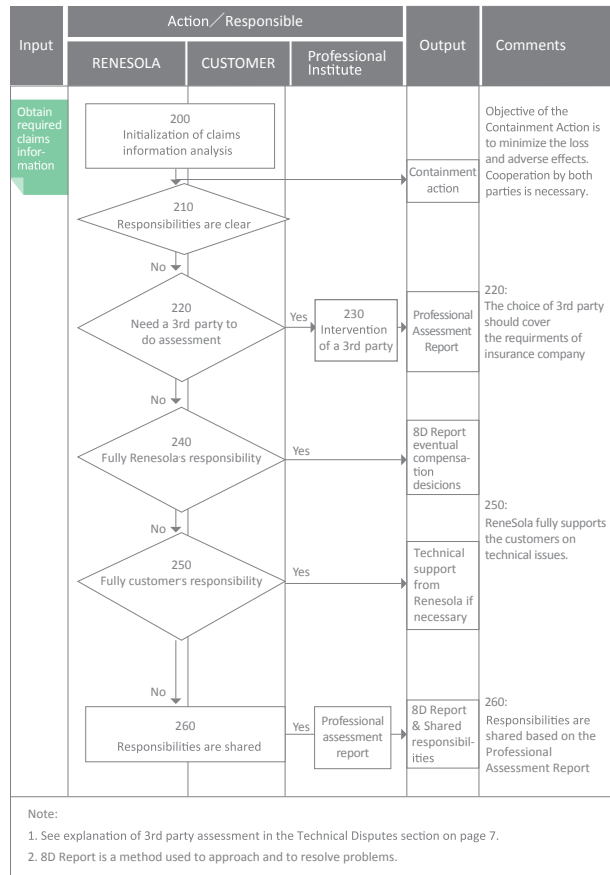 Input
Action／Responsible
RENESOLA
CUSTOMER
Professional
Institute
Output
Comments
Obtain
required
claims
infor-
mation
200
Initialization of claims
information analysis
Containment
action
Objective of the
Containment Action is
to minimize the loss
and adverse effects.
Cooperation by both
parties is necessary.
210
Responsibilities are clear
No
220
Need a 3rd party to
do assessment
Yes
230
Intervention
of a 3rd party
Professional
Assessment
Report
220:
The choice of 3rd party
should cover
the requirments of
insurance company
No
240
Fully Renesola's responsibility
Yes
8D Report
eventual
compensa-
tion
desicions
No
250
Fully customer's responsibility
Yes
Technical
support
from
Renesola if
necessary
250:
ReneSola fully supports
the customers on
technical issues.
No
260
Responsibilities are shared
Yes
Professional
assessment
report
8D Report
& Shared
responsibil-
ities
260:
Responsibilities are
shared based on the
Professional
Assessment Report
Note:
1. See explanation of 3rd party assessment in the Technical Disputes section on page 7.
2. 8D Report is a method used to approach and to resolve problems.